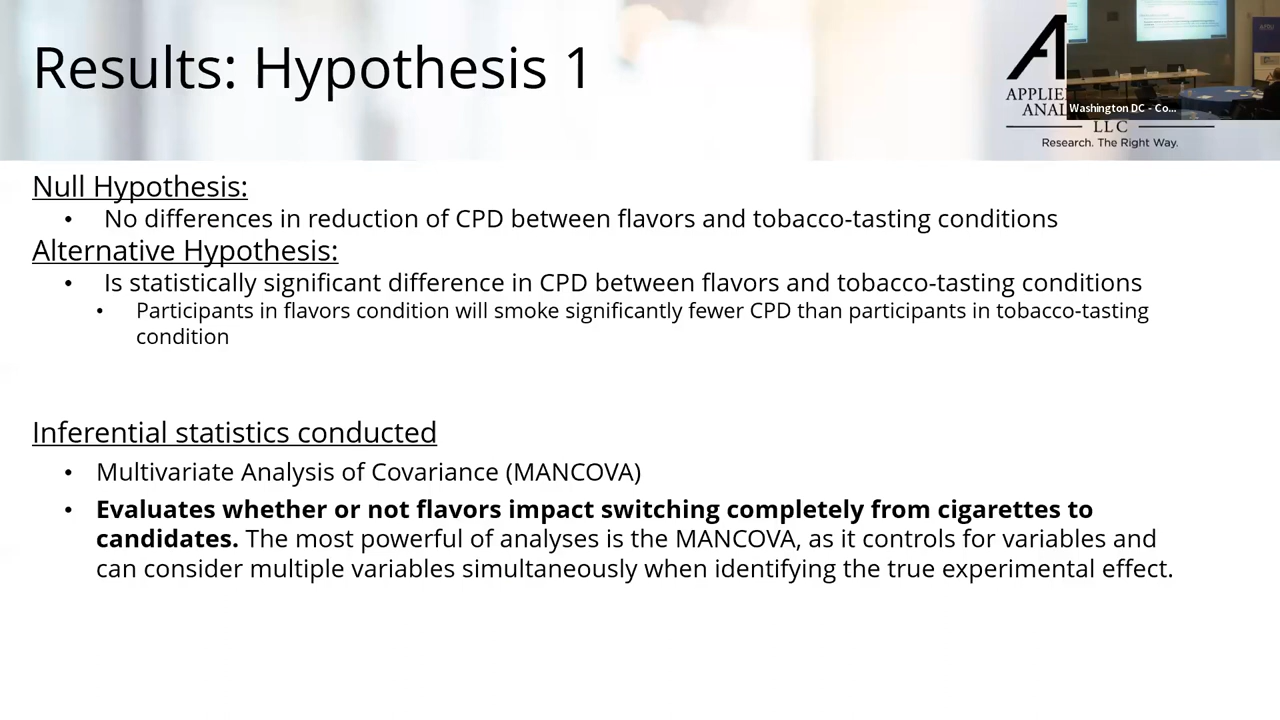 Results: Hypothesis 1
APPLIE
ANAL
LLC
Research. The Right Way.
Washington DC - Co...
Null Hypothesis:
• No differences in reduction of CPD between flavors and tobacco-tasting conditions
Alternative Hypothesis:
• Is statistically significant difference in CPD between flavors and tobacco-tasting conditions
• Participants in flavors condition will smoke significantly fewer CPD than participants in tobacco-tasting
condition
Inferential statistics conducted
• Multivariate Analysis of Covariance (MANCOVA)
• Evaluates whether or not flavors impact switching completely from cigarettes to
candidates. The most powerful of analyses is the MANCOVA, as it controls for variables and
can consider multiple variables simultaneously when identifying the true experimental effect.